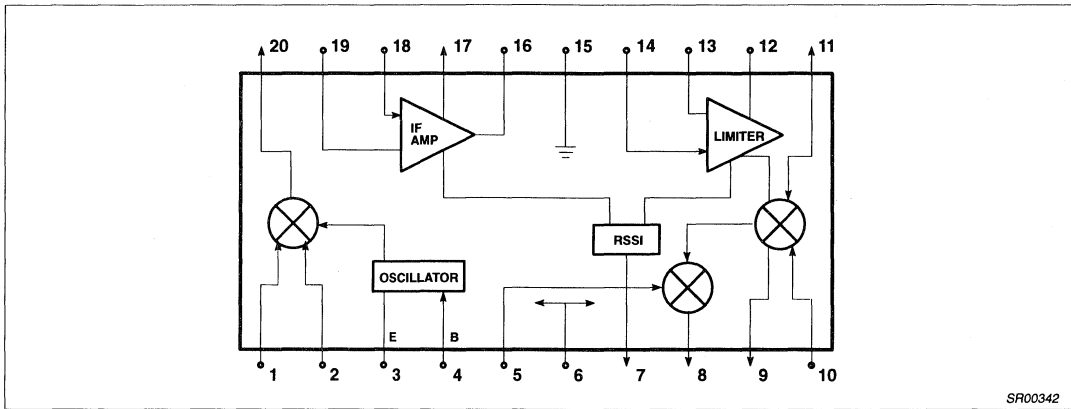 20 19 18 17 16 15 14 13 12 11
IF
AMP
LIMITER
RSSI
OSCILLATOR
E B
1 2 3 4 5 6 7 8 9 10
SR00342